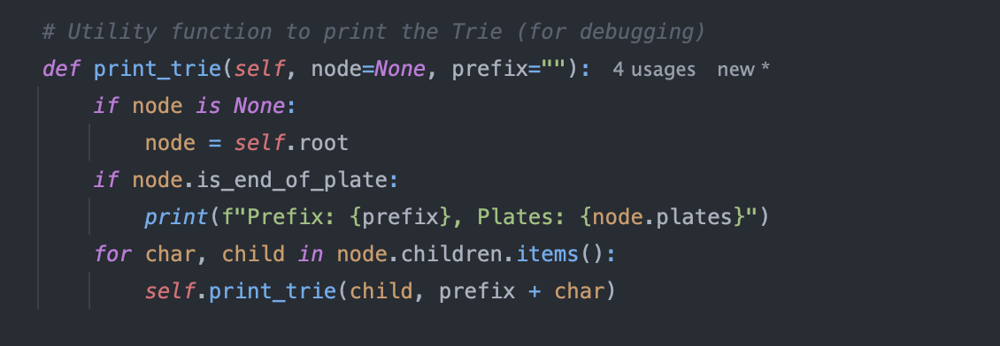 # Utility function to print the Trie (for debugging)
def print_trie(self, node=None, prefix=""): 4 usages new *
    if node is None:
        node = self.root
    if node.is_end_of_plate:
        print(f"Prefix: {prefix}, Plates: {node.plates}")
    for char, child in node.children.items():
        self.print_trie(child, prefix + char)